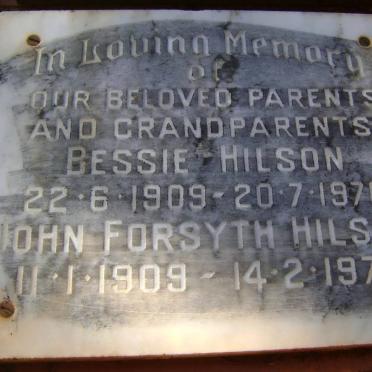 In Loving Memory
of
OUR BELOVED PARENTS
AND GRANDPARENTS
BESSIE HILSON
22·6·1909 – 20·7·197
JOHN FORSYTH HILS
11·1·1909 – 14·2·197